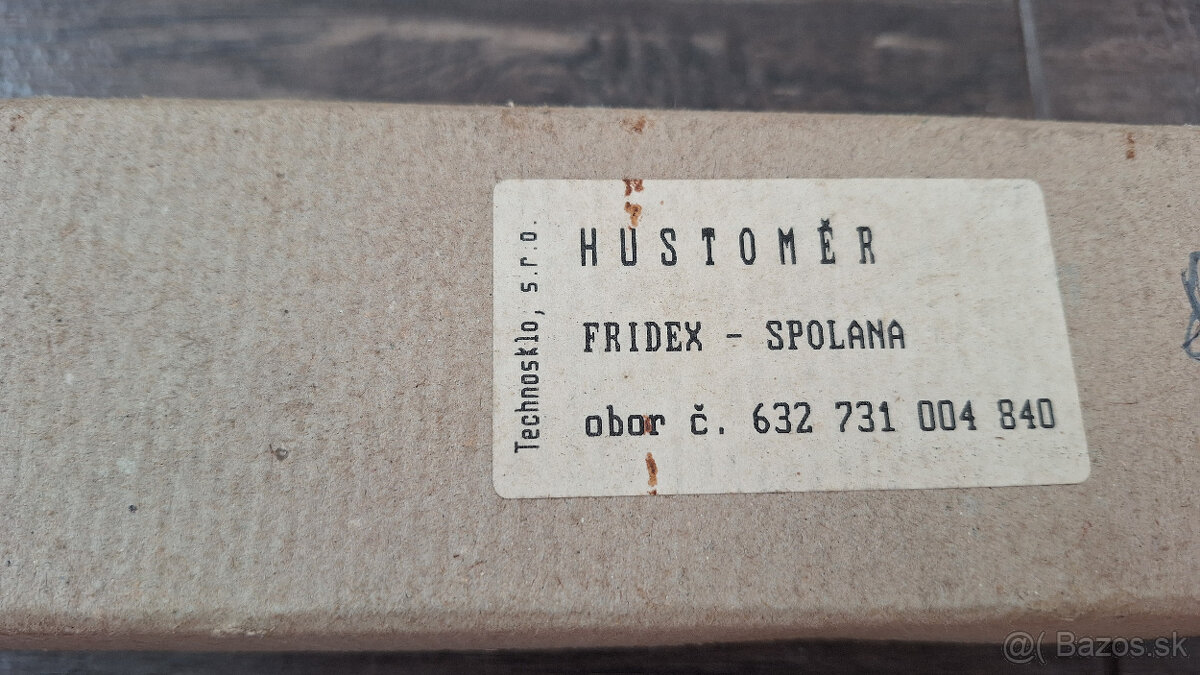 Technosklo, s.r.o.
HUSTOMĚR
FRIDEX - SPOLANA
obor č. 632 731 004 840
@( Bazos.sk